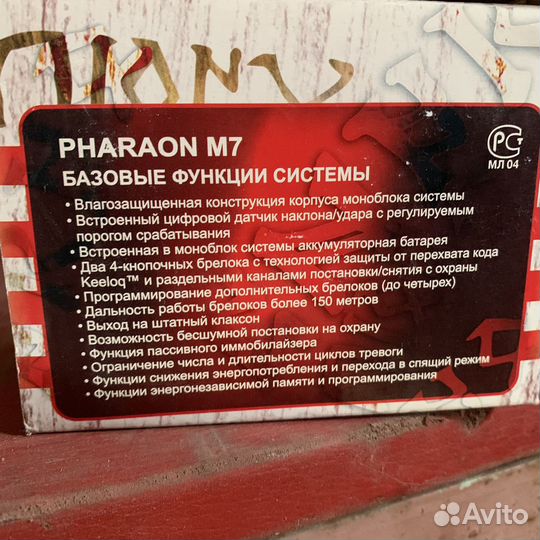 PHARAON M7
БАЗОВЫЕ ФУНКЦИИ СИСТЕМЫ
РС
МЛ 04
• Влагозащищенная конструкция корпуса моноблока системы
• Встроенный цифровой датчик наклона/удара с регулируемым
порогом срабатывания
• Встроенная в моноблок системы аккумуляторная батарея
• Два 4-кнопочных брелока с технологией защиты от перехвата кода
Keeloq™ и раздельными каналами постановки/снятия с охраны
• Программирование дополнительных брелоков (до четырех)
• Дальность работы брелоков более 150 метров
• Выход на штатный клаксон
• Возможность бесшумной постановки на охрану
• Функция пассивного иммобилайзера
• Ограничение числа и длительности циклов тревоги
• Функции снижения энергопотребления и перехода в спящий режим
• Функции энергонезависимой памяти и программирования
Avito